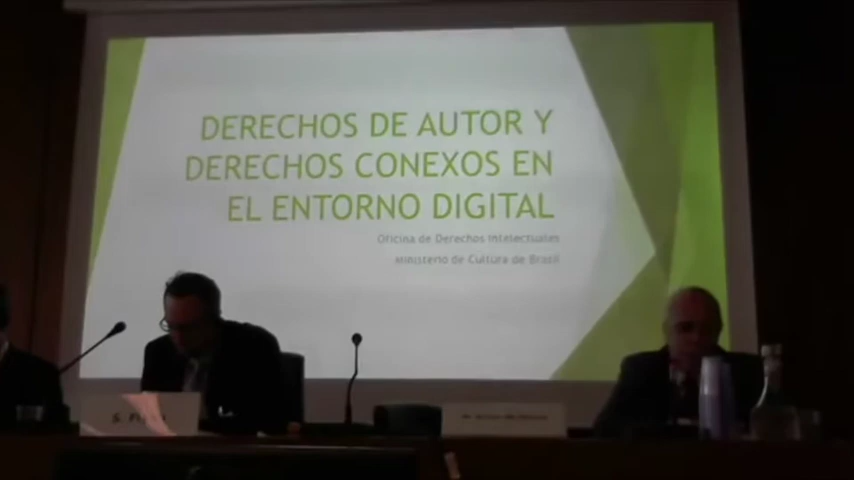 DERECHOS DE AUTOR Y
DERECHOS CONEXOS EN
EL ENTORNO DIGITAL
Oficina de Derechos Intelectuales
Ministerio de Cultura de Brasil
S.